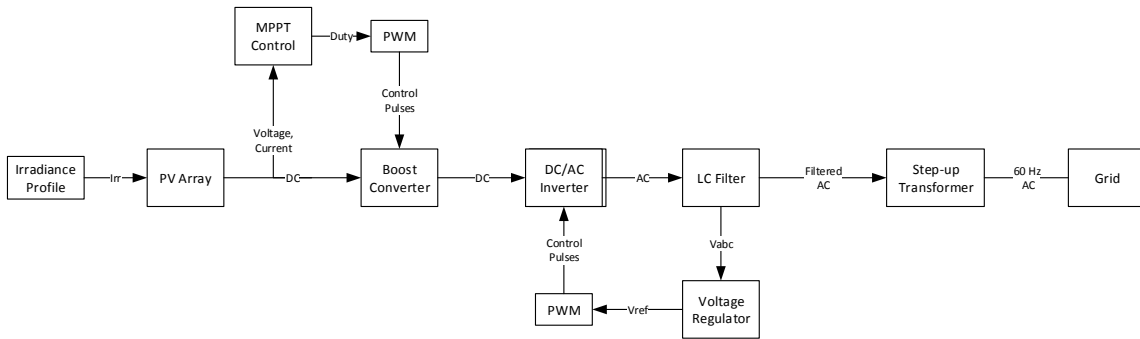 MPPT
Control
Duty
PWM
Control
Pulses
Voltage,
Current
Irradiance
Profile
Irr
PV Array
DC
Boost
Converter
DC
DC/AC
Inverter
AC
LC Filter
Filtered
AC
Step-up
Transformer
60 Hz
AC
Grid
Control
Pulses
Vabc
PWM
Vref
Voltage
Regulator